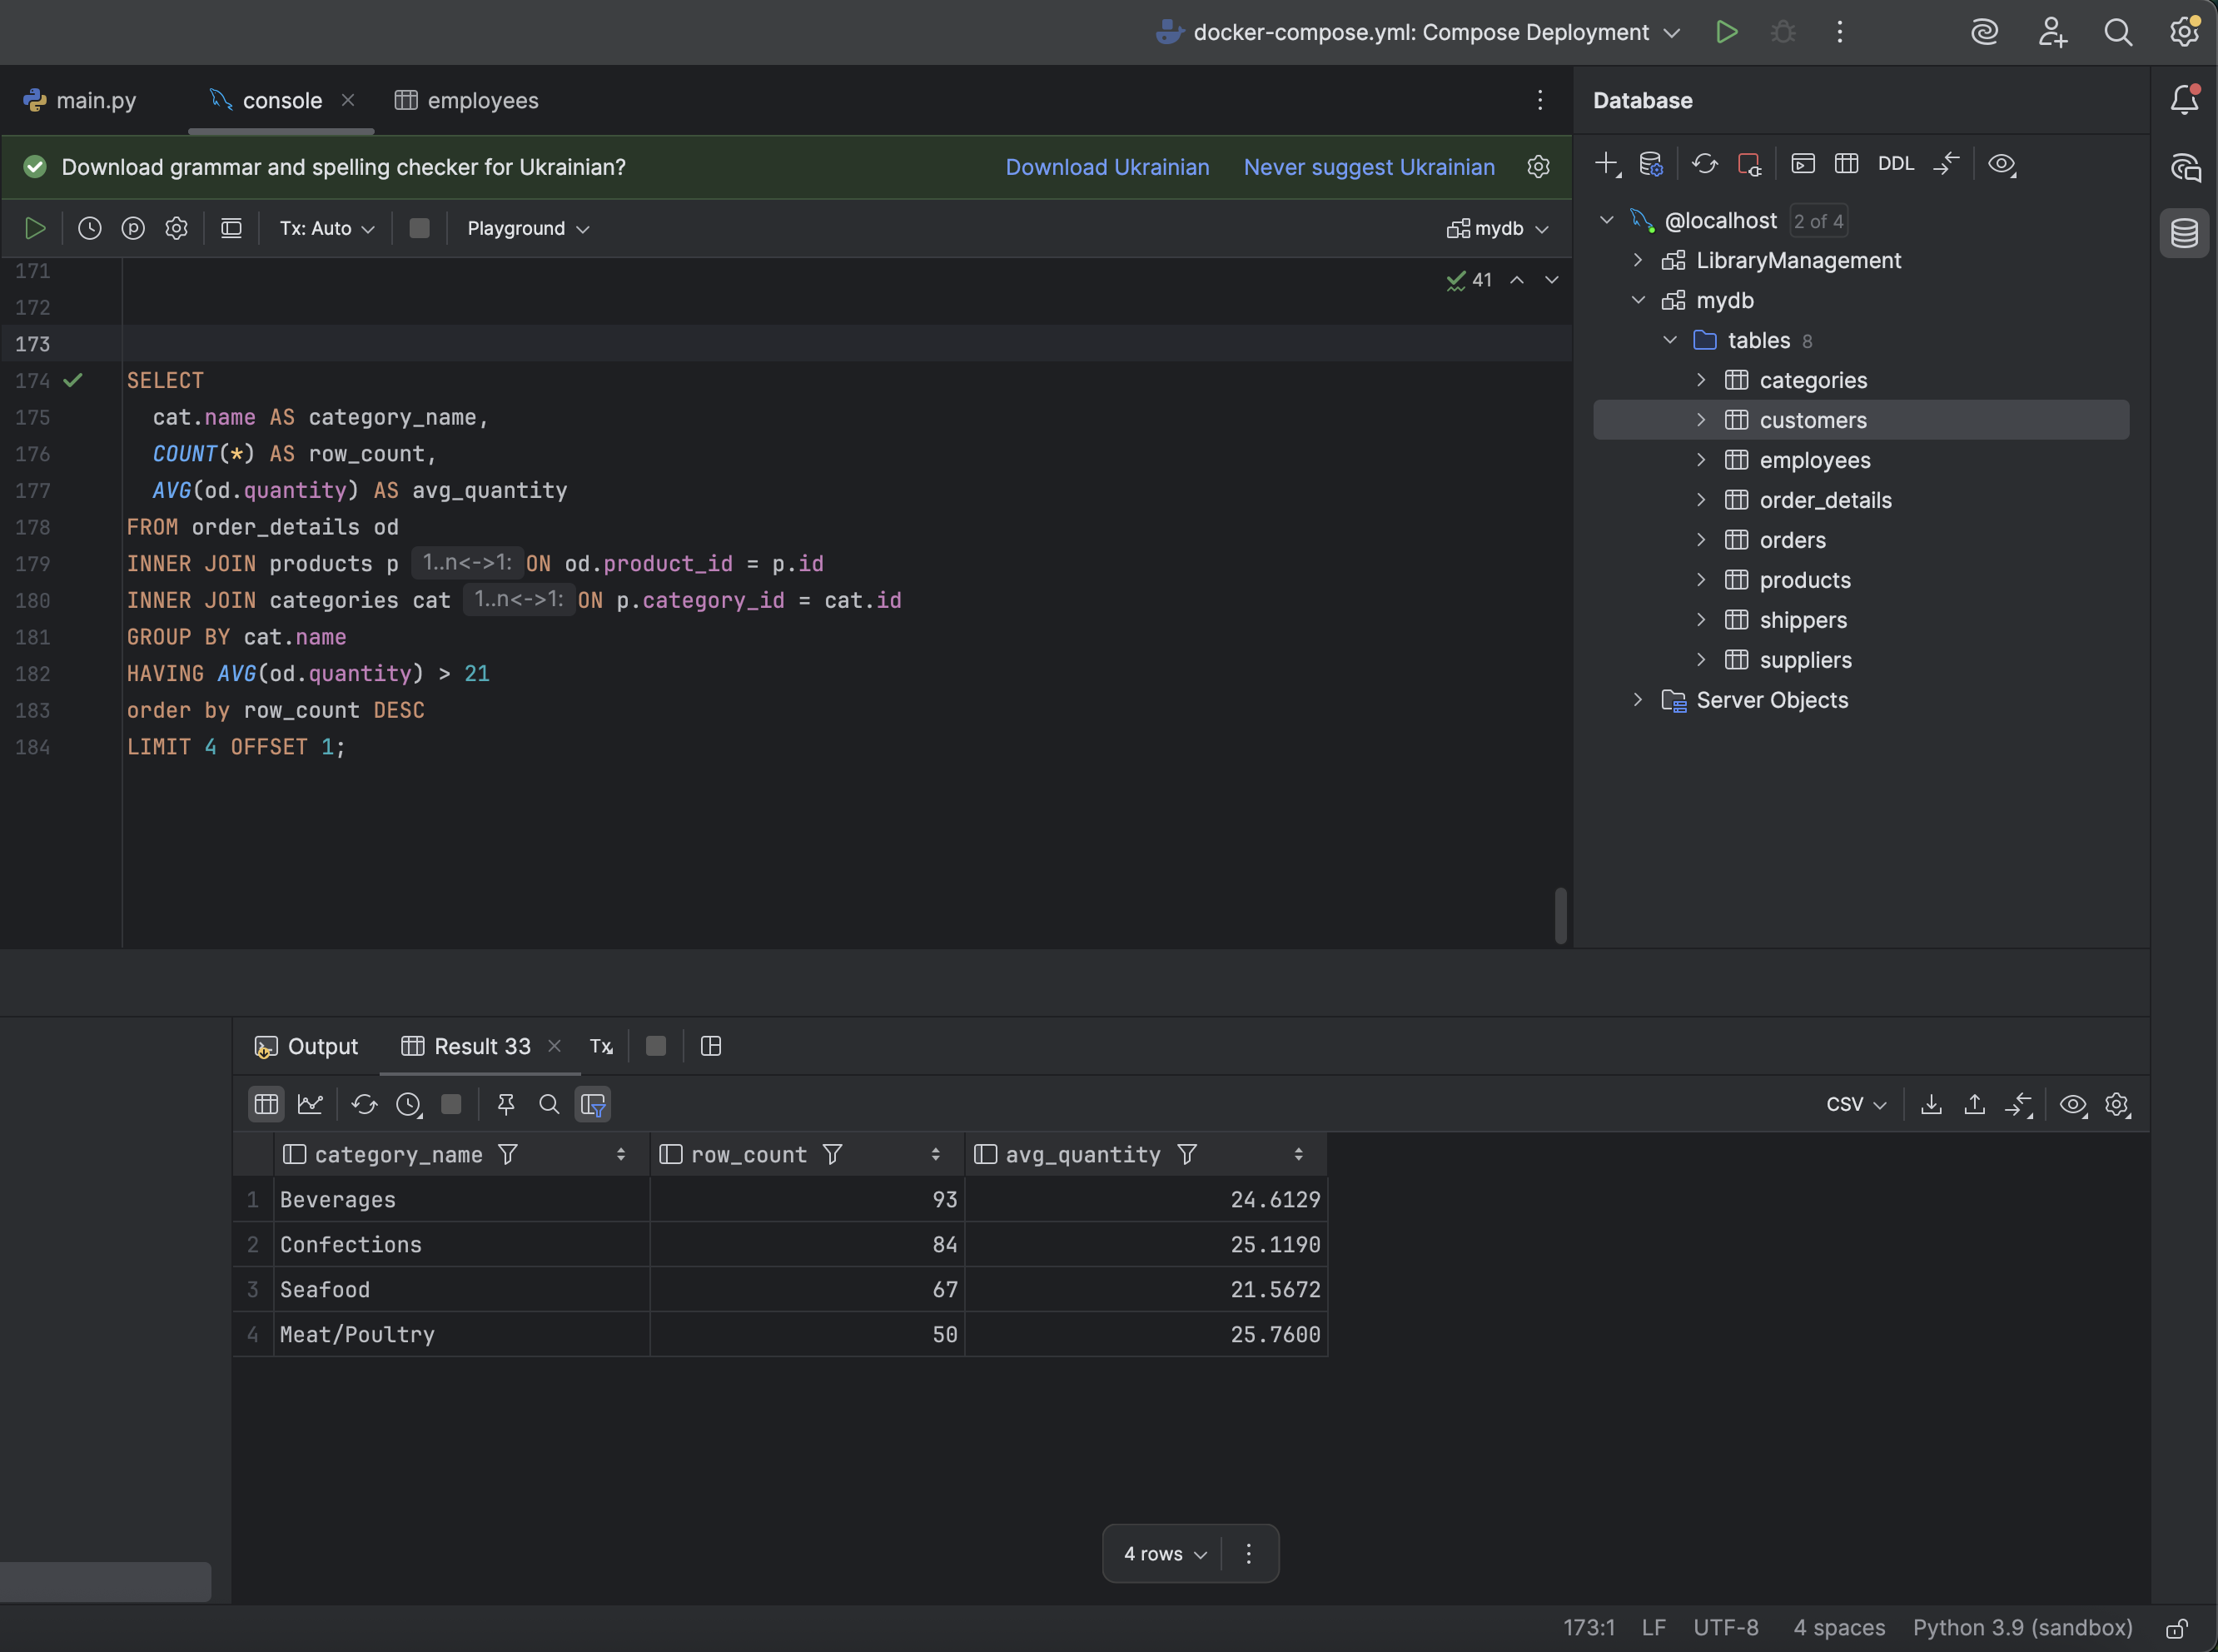 docker-compose.yml: Compose Deployment
main.py
console
employees
Database
Download grammar and spelling checker for Ukrainian?
Download Ukrainian
Never suggest Ukrainian
DDL
Tx: Auto
Playground
mydb
@localhost 2 of 4
LibraryManagement
mydb
tables 8
categories
customers
employees
order_details
orders
products
shippers
suppliers
Server Objects
41
171
172
173
174 SELECT
175 cat.name AS category_name,
176 COUNT(*) AS row_count,
177 AVG(od.quantity) AS avg_quantity
178 FROM order_details od
179 INNER JOIN products p 1..n<->1: ON od.product_id = p.id
180 INNER JOIN categories cat 1..n<->1: ON p.category_id = cat.id
181 GROUP BY cat.name
182 HAVING AVG(od.quantity) > 21
183 order by row_count DESC
184 LIMIT 4 OFFSET 1;
Output
Result 33
Tx
CSV
category_name row_count avg_quantity
1 Beverages 93 24.6129
2 Confections 84 25.1190
3 Seafood 67 21.5672
4 Meat/Poultry 50 25.7600
4 rows
173:1 LF UTF-8 4 spaces Python 3.9 (sandbox)